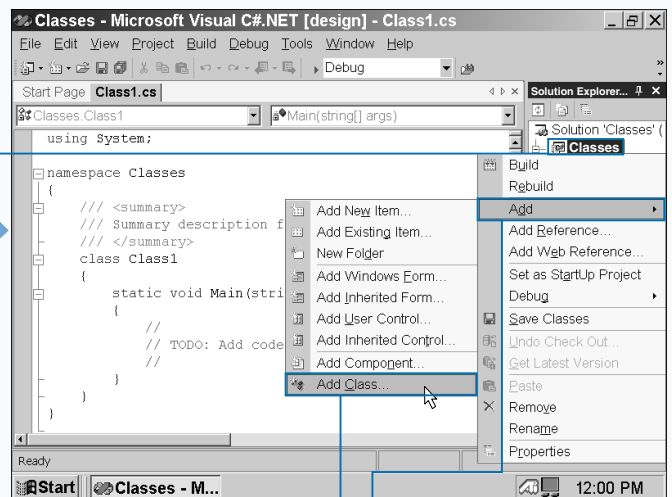 Classes - Microsoft Visual C#.NET [design] - Class1.cs
File Edit View Project Build Debug Tools Window Help
Debug
Start Page Class1.cs
Solution Explorer...
Classes.Class1
Main(string[] args)
Solution 'Classes' (
Classes
using System;
namespace Classes
{
/// <summary>
/// Summary description f
/// </summary>
class Class1
{
static void Main(stri
{
//
// TODO: Add code
//
}
}
}
Add New Item...
Add Existing Item...
New Folder
Add Windows Form...
Add Inherited Form...
Add User Control...
Add Inherited Control...
Add Component...
Add Class...
Build
Rebuild
Add
Add Reference...
Add Web Reference...
Set as StartUp Project
Debug
Save Classes
Undo Check Out...
Get Latest Version
Paste
Remove
Rename
Properties
Ready
Start Classes - M... 12:00 PM